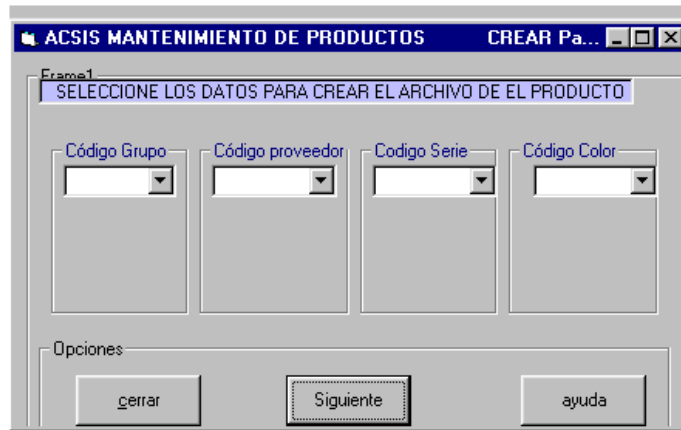 ACSIS MANTENIMIENTO DE PRODUCTOS CREAR Pa...
Frame1
SELECCIONE LOS DATOS PARA CREAR EL ARCHIVO DE EL PRODUCTO
Código Grupo Código proveedor Codigo Serie Código Color
Opciones
cerrar Siguiente ayuda